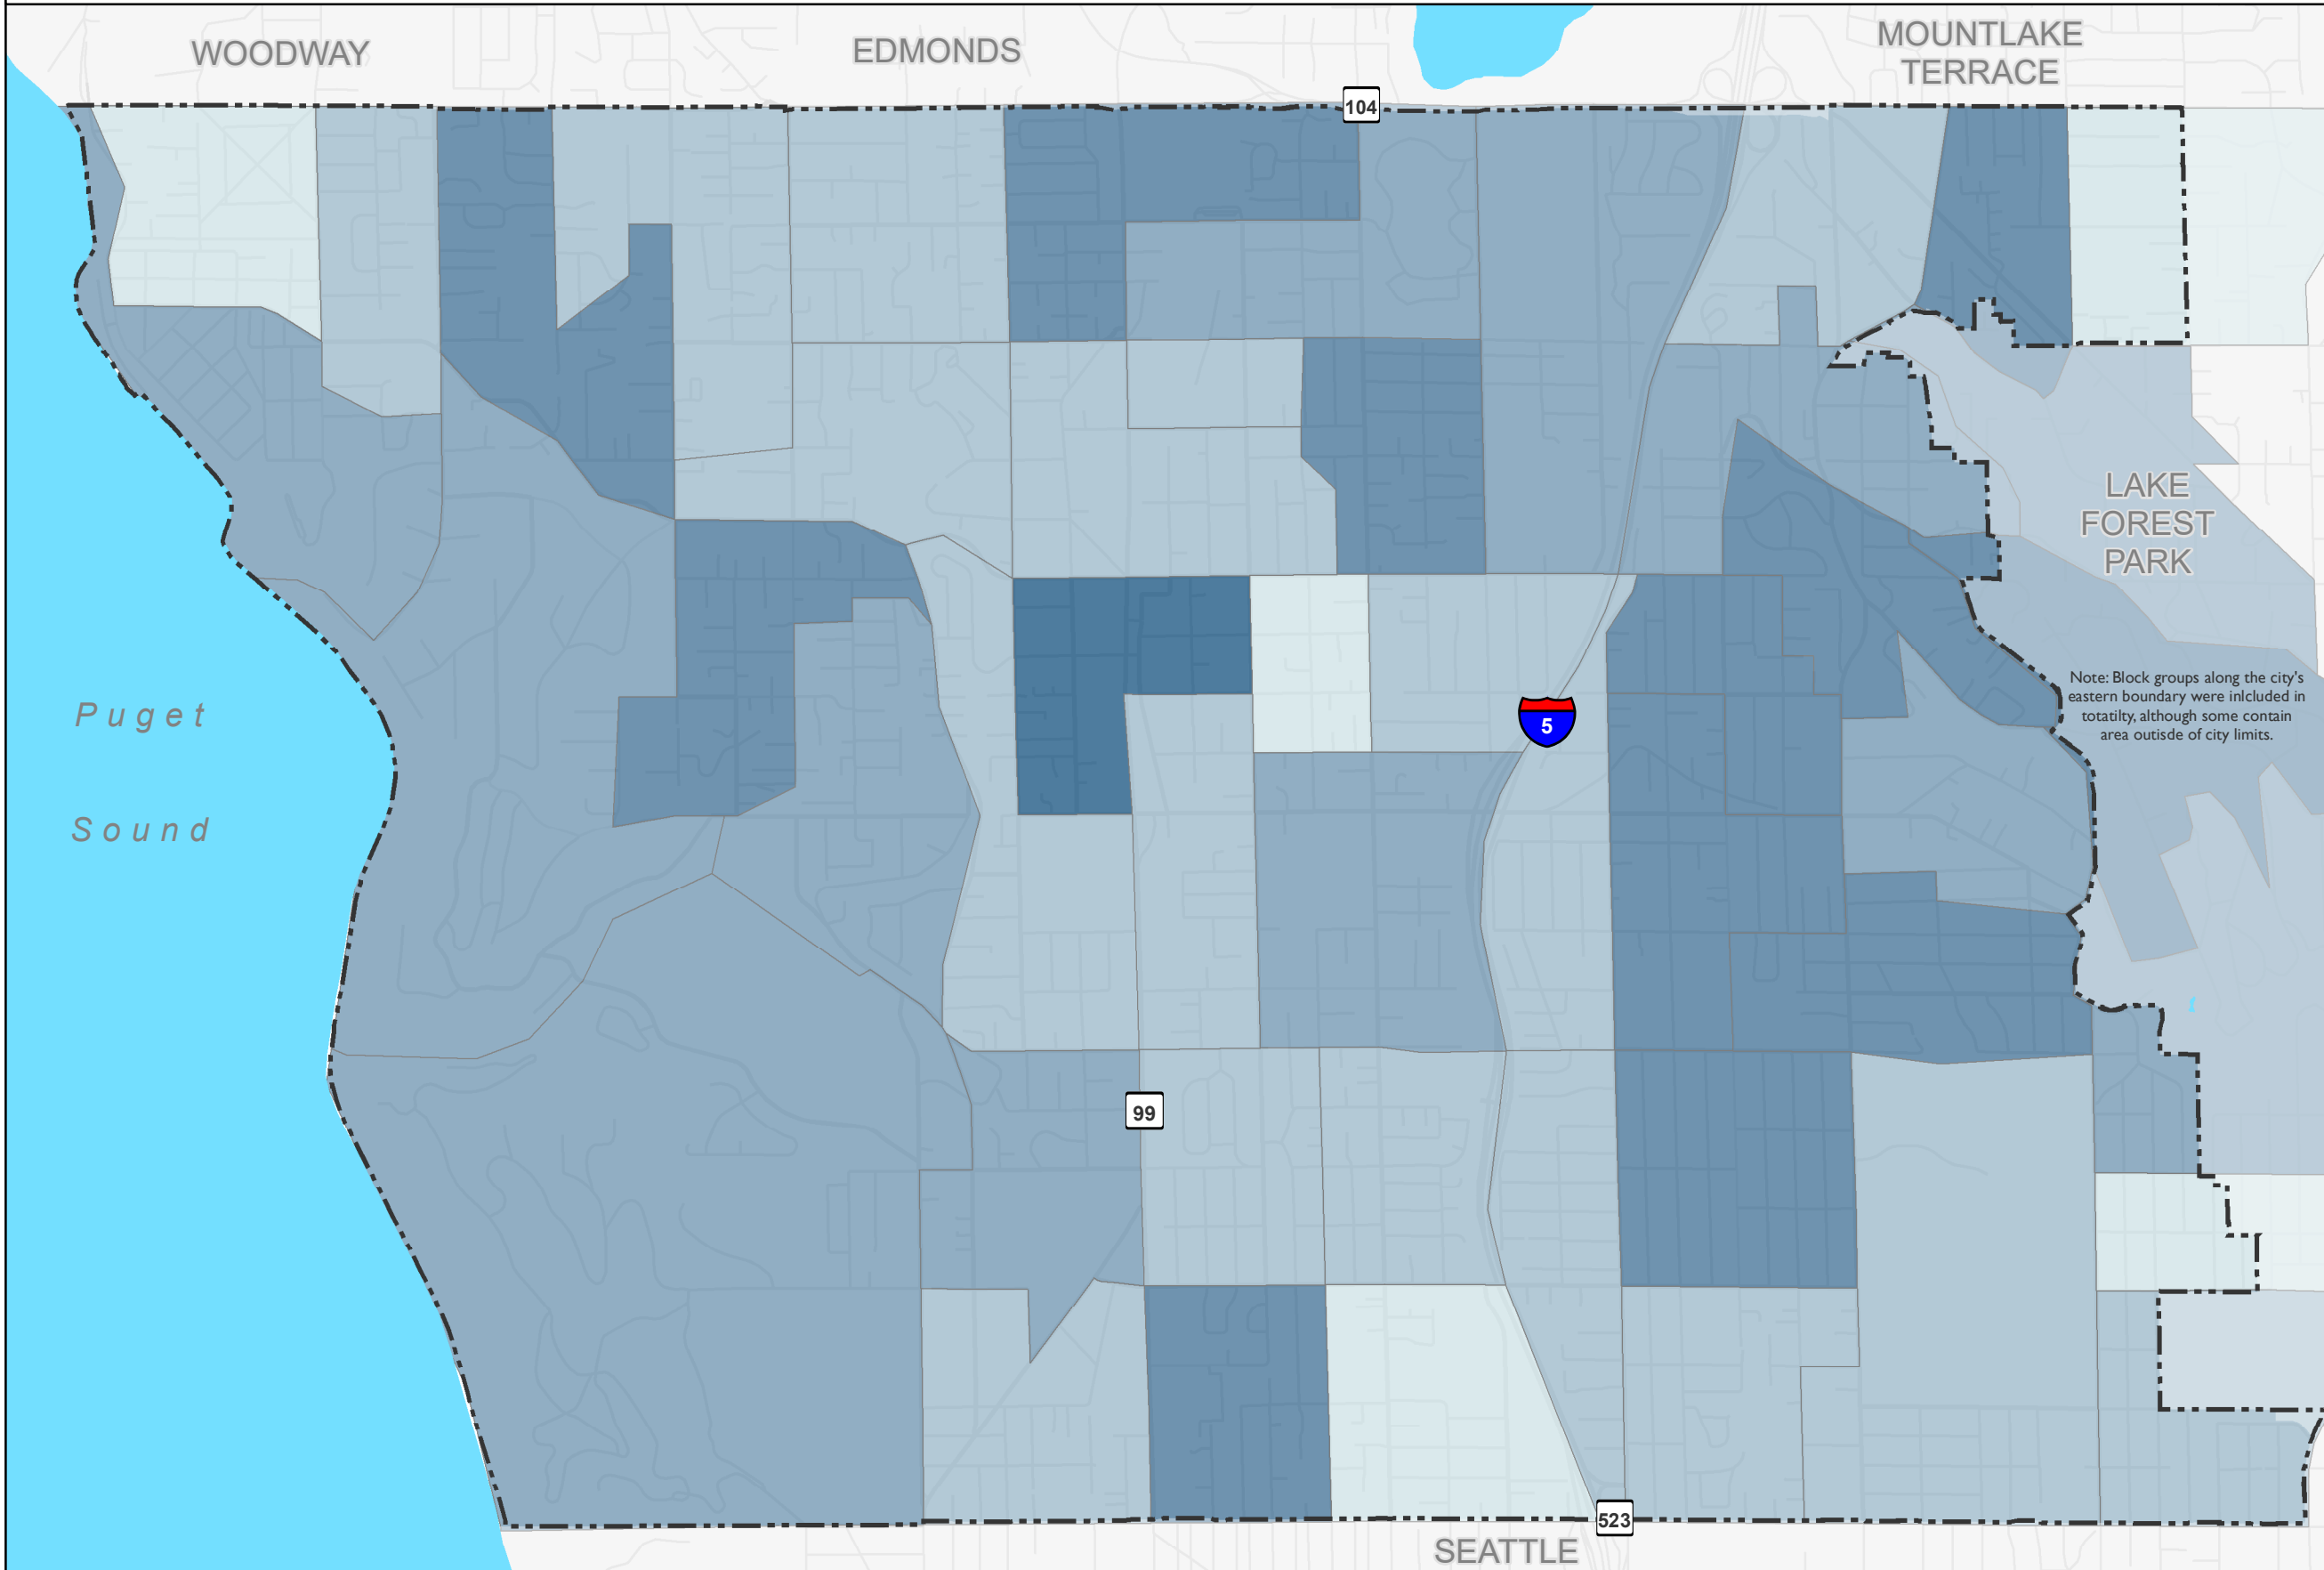 WOODWAY
EDMONDS
MOUNTLAKE
TERRACE
104
LAKE
FOREST
PARK
Note: Block groups along the city's
eastern boundary were inlcluded in
totatilty, although some contain
area outisde of city limits.
Puget
Sound
5
t
99
523
SEATTLE